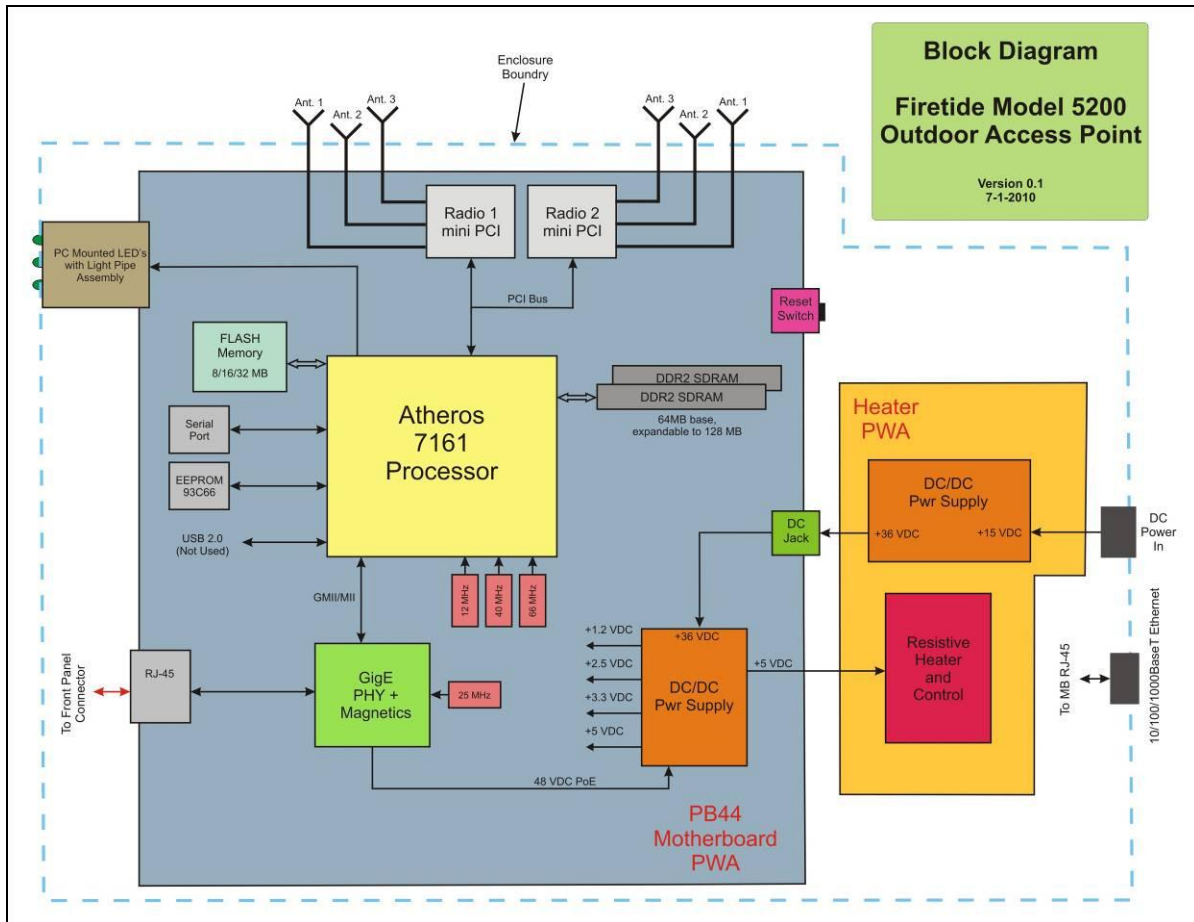 Block Diagram
Firetide Model 5200
Outdoor Access Point
Version 0.1
7-1-2010
Enclosure
Boundry
Ant. 1
Ant. 2
Ant. 3
Ant. 3
Ant. 2
Ant. 1
Radio 1
mini PCI
Radio 2
mini PCI
PC Mounted LED's
with Light Pipe
Assembly
PCI Bus
Reset
Switch
FLASH
Memory
8/16/32 MB
Atheros
7161
Processor
DDR2 SDRAM
DDR2 SDRAM
64MB base,
expandable to 128 MB
Serial
Port
EEPROM
93C66
USB 2.0
(Not Used)
GMII/MII
12 MHz
40 MHz
66 MHz
Heater
PWA
DC/DC
Pwr Supply
+36 VDC
+15 VDC
DC
Jack
DC
Power
In
RJ-45
To Front Panel
Connector
GigE
PHY +
Magnetics
25 MHz
48 VDC PoE
+1.2 VDC
+2.5 VDC
+3.3 VDC
+5 VDC
+36 VDC
DC/DC
Pwr Supply
+5 VDC
Resistive
Heater
and
Control
To MB RJ-45
10/100/1000BaseT Ethernet
PB44
Motherboard
PWA